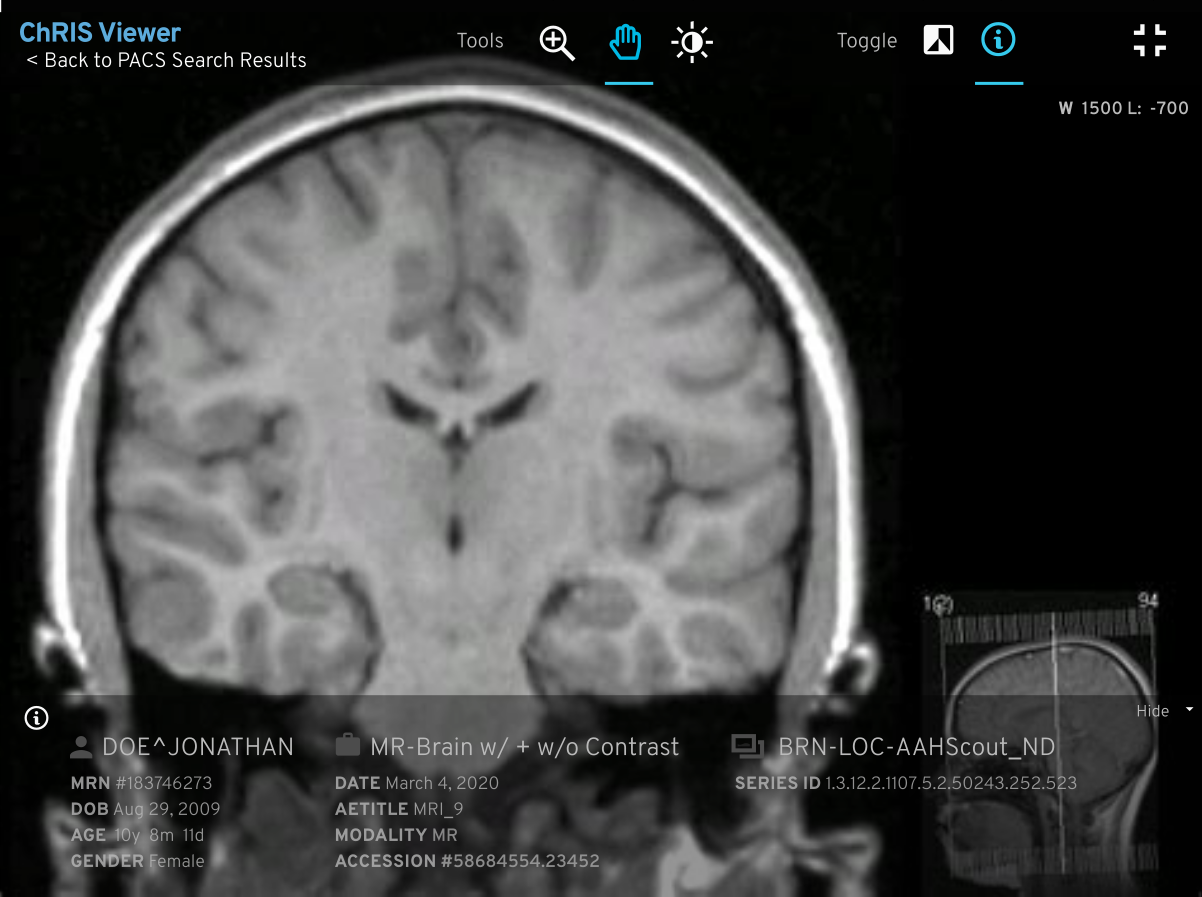 ChRIS Viewer
< Back to PACS Search Results
Tools
Toggle
W 1500 L: -700
94
Hide
DOE^JONATHAN
MRN #183746273
DOB Aug 29, 2009
AGE 10y 8m 11d
GENDER Female
MR-Brain w/ + w/o Contrast
DATE March 4, 2020
AETITLE MRI_9
MODALITY MR
ACCESSION #58684554.23452
BRN-LOC-AAHScout_ND
SERIES ID 1.3.12.2.1107.5.2.50243.252.523